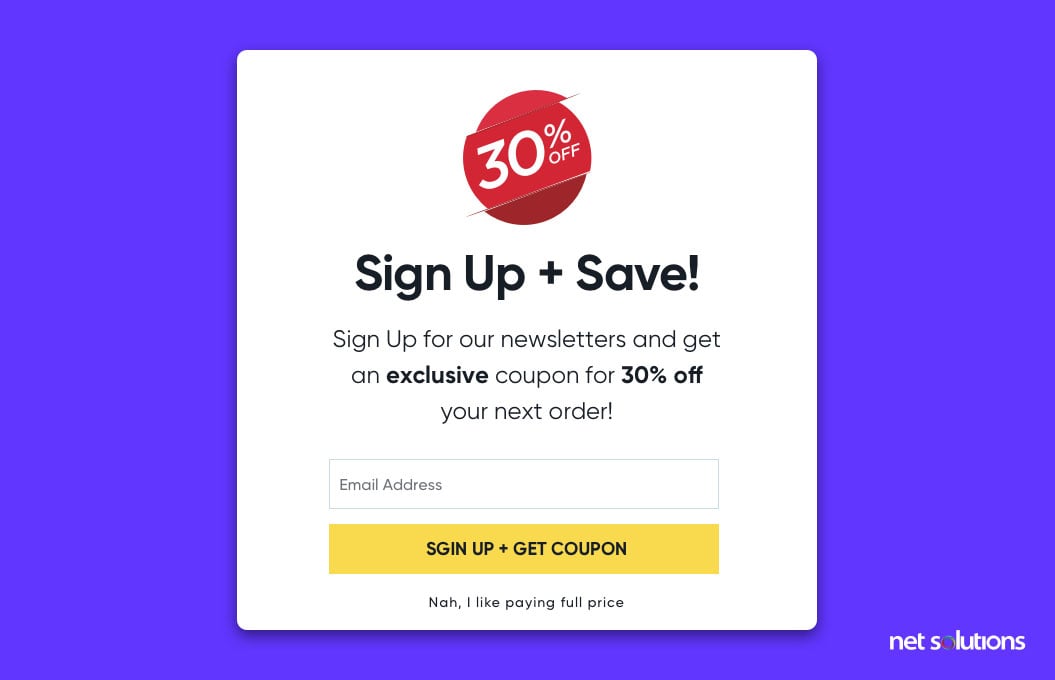 30%
OFF
Sign Up + Save!
Sign Up for our newsletters and get
an exclusive coupon for 30% off
your next order!
Email Address
SGIN UP + GET COUPON
Nah, I like paying full price
net solutions